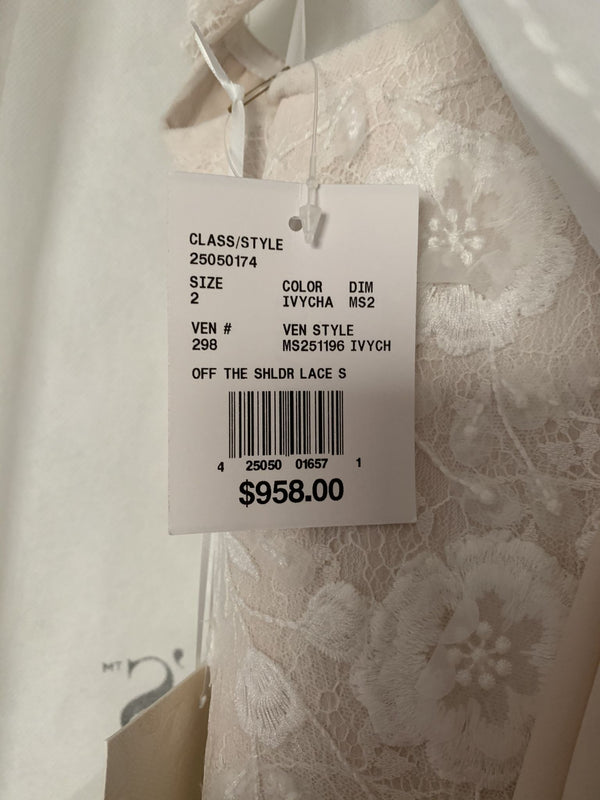 CLASS/STYLE
25050174
SIZE COLOR DIM
2 IVYCHA MS2
VEN # VEN STYLE
298 MS251196 IVYCH
OFF THE SHLDR LACE S
4 25050 01657 1
$958.00
's TM